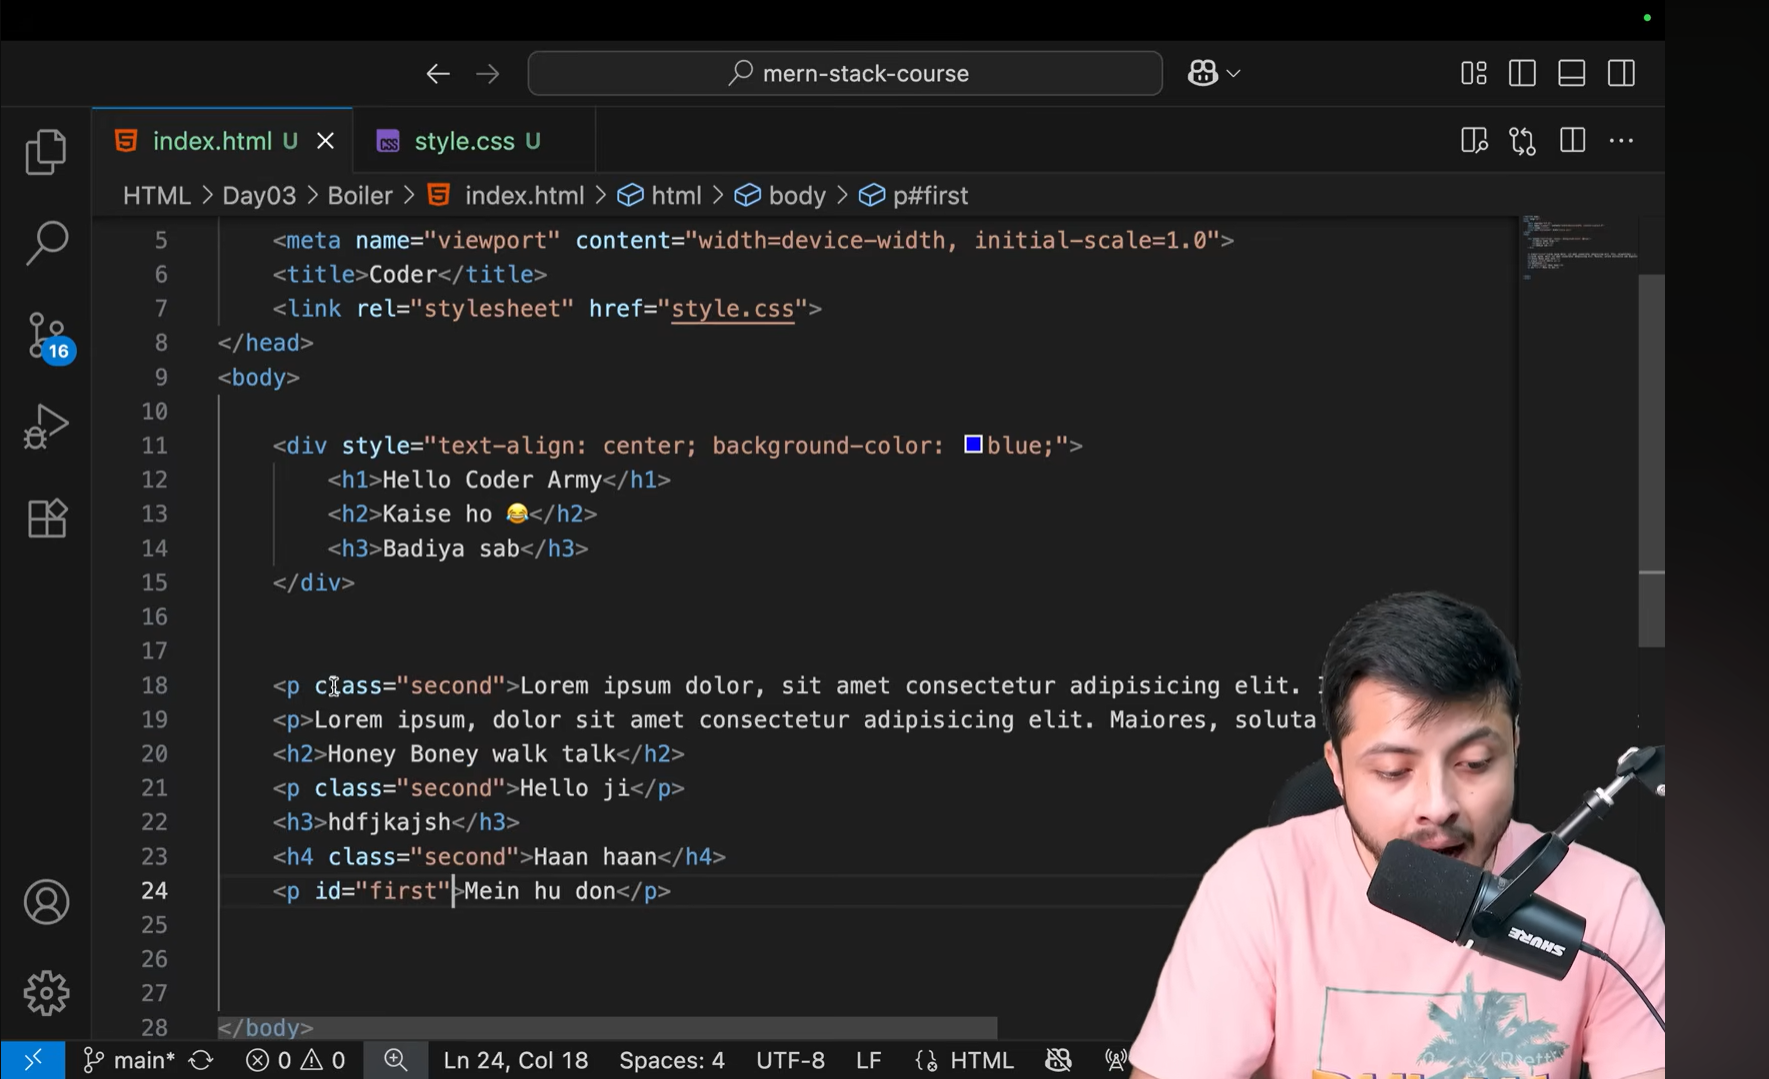 mern-stack-course
index.html U
style.css U
HTML > Day03 > Boiler > index.html > html > body > p#first
5 <meta name="viewport" content="width=device-width, initial-scale=1.0">
6 <title>Coder</title>
7 <link rel="stylesheet" href="style.css">
8 </head>
9 <body>
10
11 <div style="text-align: center; background-color: blue;">
12 <h1>Hello Coder Army</h1>
13 <h2>Kaise ho 😂</h2>
14 <h3>Badiya sab</h3>
15 </div>
16
17
18 <p class="second">Lorem ipsum dolor, sit amet consectetur adipisicing elit.
19 <p>Lorem ipsum, dolor sit amet consectetur adipisicing elit. Maiores, soluta
20 <h2>Honey Boney walk talk</h2>
21 <p class="second">Hello ji</p>
22 <h3>hdfjkajsh</h3>
23 <h4 class="second">Haan haan</h4>
24 <p id="first">Mein hu don</p>
25
26
27
28 </body>
16
main* 0 0 Ln 24, Col 18 Spaces: 4 UTF-8 LF {} HTML
SHURE